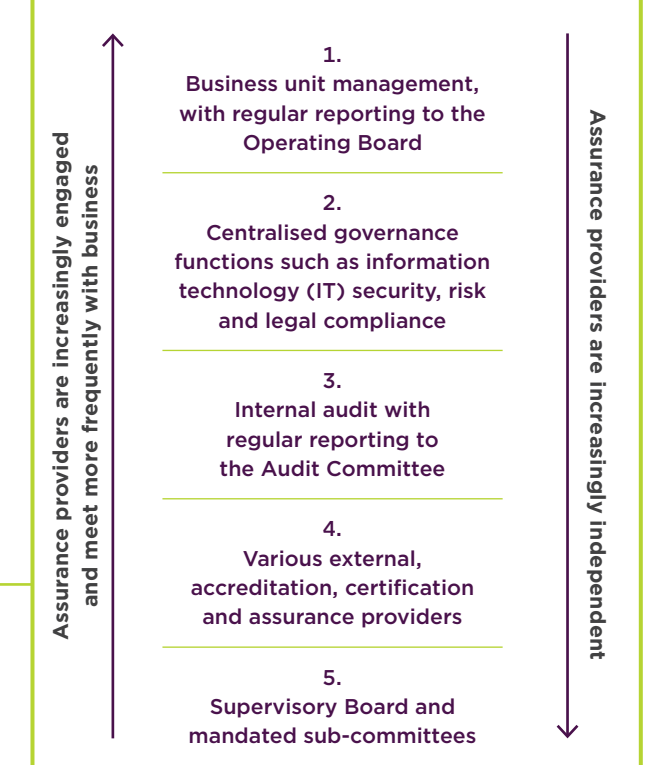 Assurance providers are increasingly engaged
and meet more frequently with business
1.
Business unit management,
with regular reporting to the
Operating Board
2.
Centralised governance
functions such as information
technology (IT) security, risk
and legal compliance
3.
Internal audit with
regular reporting to
the Audit Committee
4.
Various external,
accreditation, certification
and assurance providers
5.
Supervisory Board and
mandated sub-committees
Assurance providers are increasingly independent